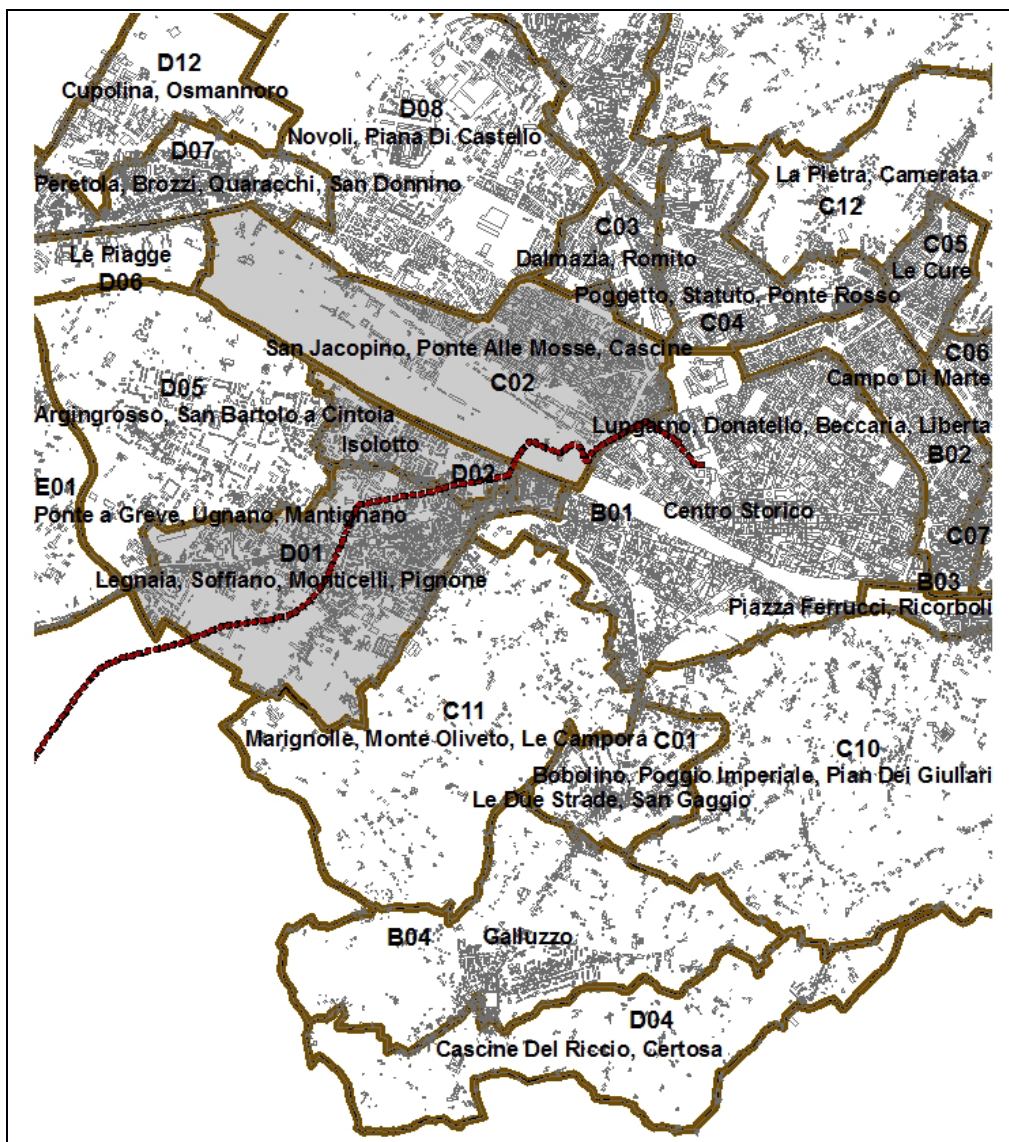 D12
Cupolina, Osmannoro
D08
Novoli, Piana Di Castello
D07
Peretola, Brozzi, Quaracchi, San Donnino
La Pietra, Camerata
C12
C03
Dalmazia, Romito
C05
Le Cure
Le Piagge
D06
Poggetto, Statuto, Ponte Rosso
C04
San Jacopino, Ponte Alle Mosse, Cascine
C02
C06
Campo Di Marte
D05
Argingrosso, San Bartolo a Cintoia
Isolotto
Lungarno, Donatello, Beccaria, Liberta
B02
D02
E01
Ponte a Greve, Ugnano, Mantignano
B01
Centro Storico
C07
D01
Legnaia, Soffiano, Monticelli, Pignone
B03
Piazza Ferrucci, Ricorboli
C11
Marignolle, Monte Oliveto, Le Campora
C01
C10
Bobolino, Poggio Imperiale, Pian Dei Giullari
Le Due Strade, San Gaggio
B04
Galluzzo
D04
Cascine Del Riccio, Certosa